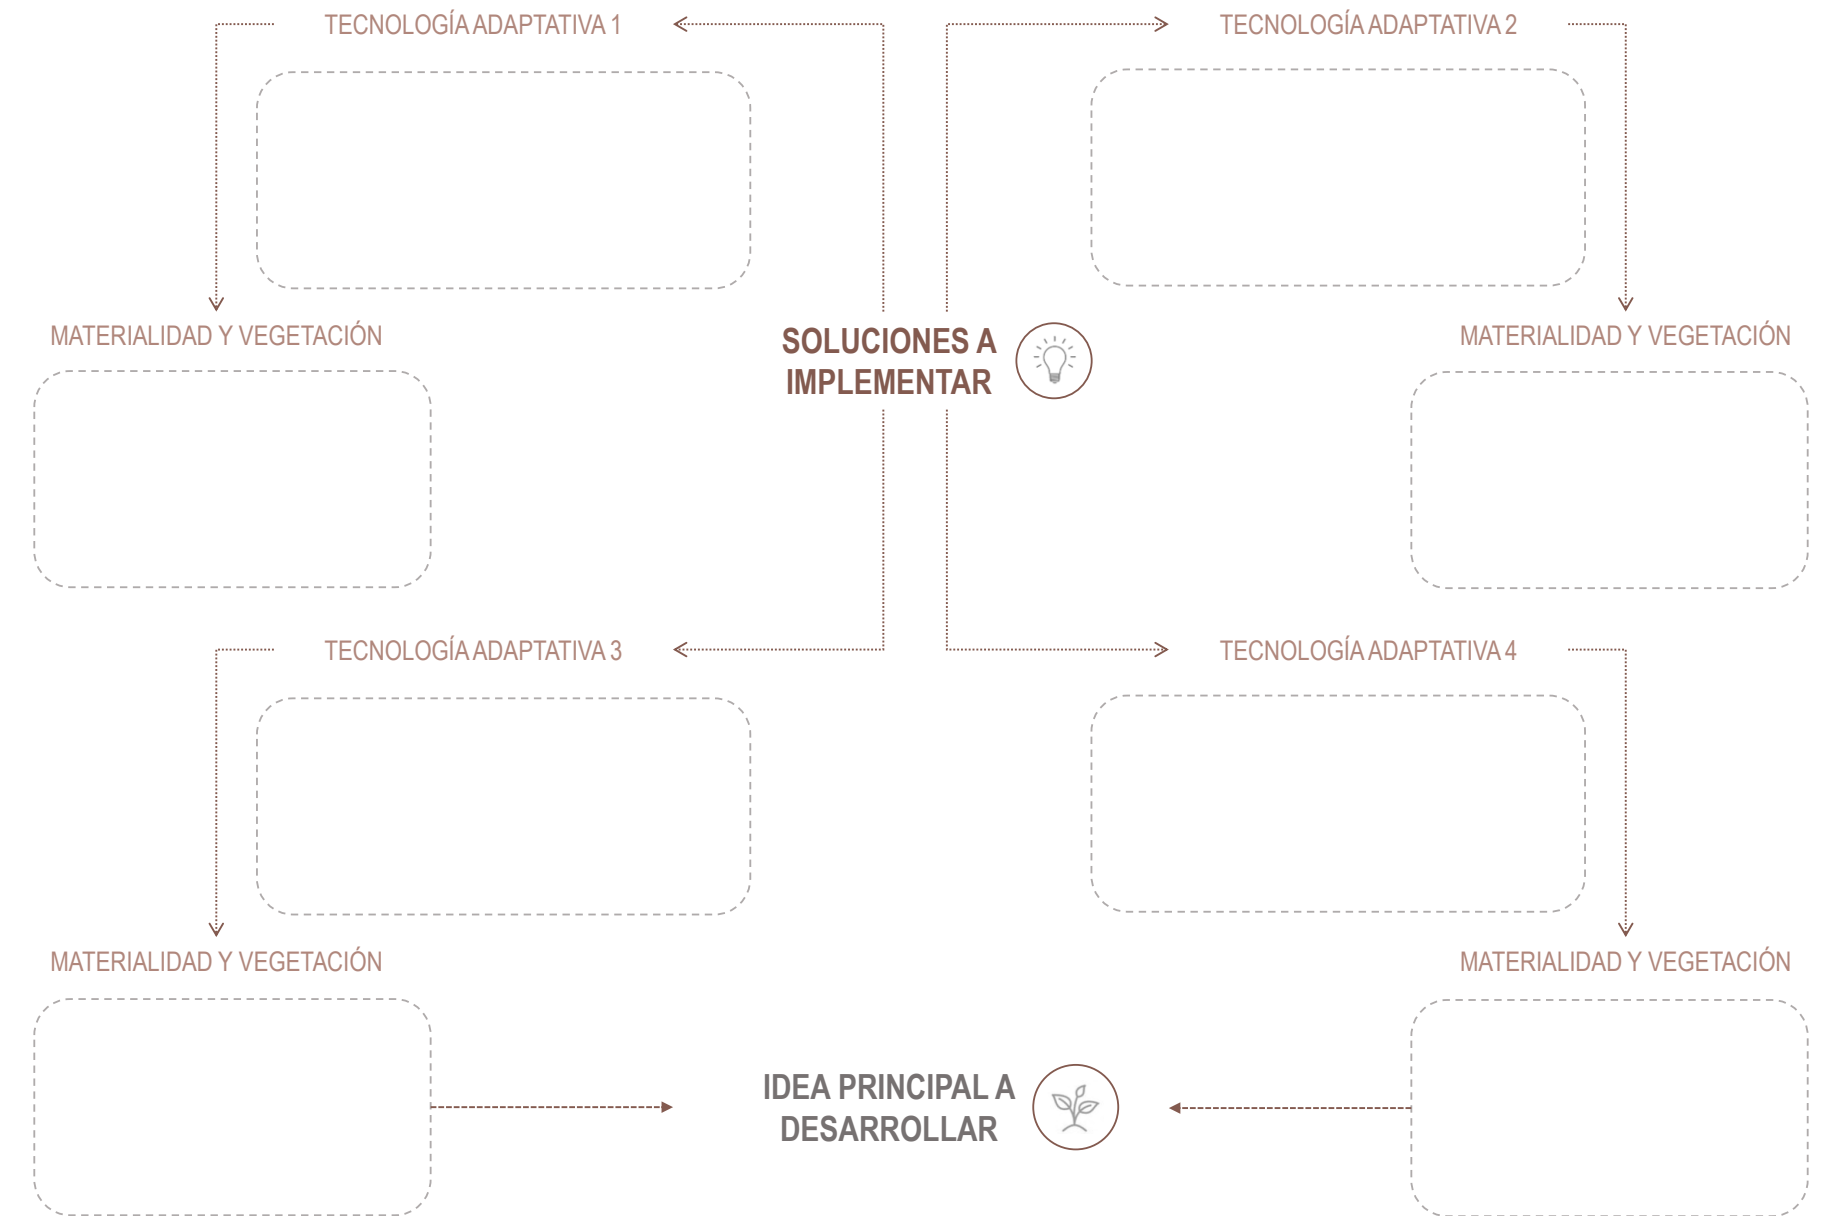 TECNOLOGÍA ADAPTATIVA 1
TECNOLOGÍA ADAPTATIVA 2
MATERIALIDAD Y VEGETACIÓN
SOLUCIONES A
IMPLEMENTAR
MATERIALIDAD Y VEGETACIÓN
TECNOLOGÍA ADAPTATIVA 3
TECNOLOGÍA ADAPTATIVA 4
MATERIALIDAD Y VEGETACIÓN
MATERIALIDAD Y VEGETACIÓN
IDEA PRINCIPAL A
DESARROLLAR